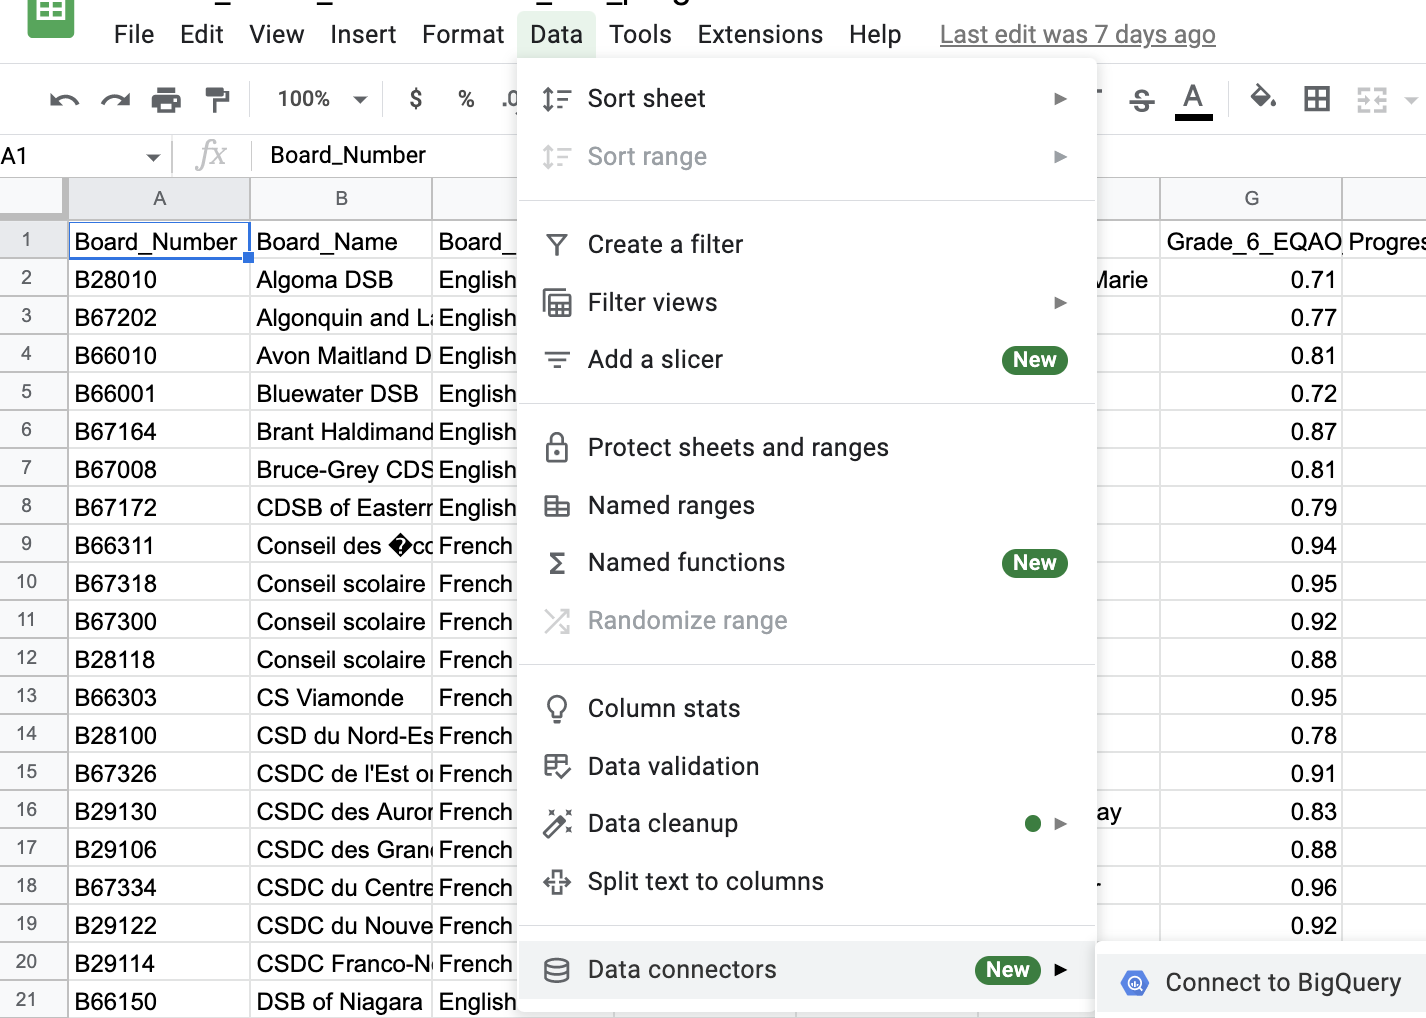 File Edit View Insert Format Data Tools Extensions Help Last edit was 7 days ago
100% $ % .0 A
A1 fx Board_Number
A B G
1 Board_Number Board_Name Board_ Grade_6_EQAO Progres
2 B28010 Algoma DSB English Marie 0.71
3 B67202 Algonquin and La English 0.77
4 B66010 Avon Maitland D English 0.81
5 B66001 Bluewater DSB English 0.72
6 B67164 Brant Haldimand English 0.87
7 B67008 Bruce-Grey CDS English 0.81
8 B67172 CDSB of Eastern English 0.79
9 B66311 Conseil des �co French 0.94
10 B67318 Conseil scolaire French 0.95
11 B67300 Conseil scolaire French 0.92
12 B28118 Conseil scolaire French 0.88
13 B66303 CS Viamonde French 0.95
14 B28100 CSD du Nord-Es French 0.78
15 B67326 CSDC de l'Est on French 0.91
16 B29130 CSDC des Auror French ay 0.83
17 B29106 CSDC des Grand French 0.88
18 B67334 CSDC du Centre French 0.96
19 B29122 CSDC du Nouve French 0.92
20 B29114 CSDC Franco-N French
21 B66150 DSB of Niagara English
Sort sheet
Sort range
Create a filter
Filter views
Add a slicer New
Protect sheets and ranges
Named ranges
Named functions New
Randomize range
Column stats
Data validation
Data cleanup
Split text to columns
Data connectors New
Connect to BigQuery